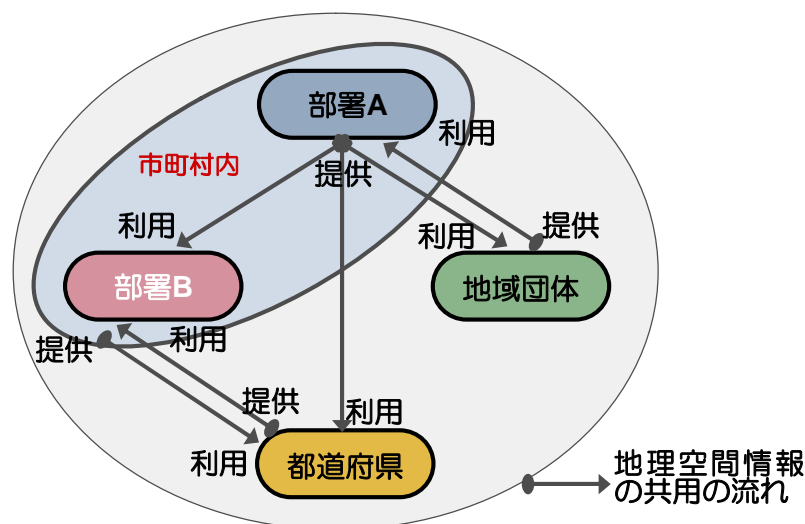 部署A
利用
市町村内
提供
利用
利用
提供
部署B
地域団体
提供
利用
提供
利用
利用
都道府県
地理空間情報
の共用の流れ